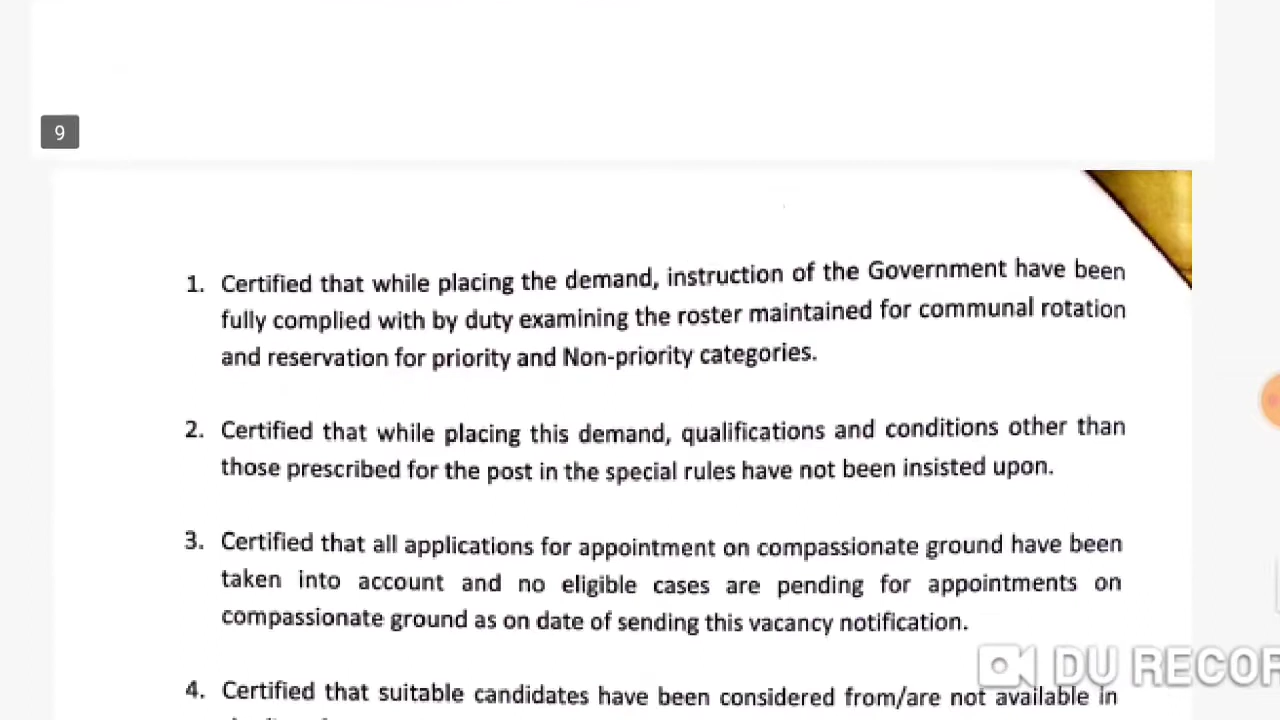 9
1. Certified that while placing the demand, instruction of the Government have been
fully complied with by duty examining the roster maintained for communal rotation
and reservation for priority and Non-priority categories.
2. Certified that while placing this demand, qualifications and conditions other than
those prescribed for the post in the special rules have not been insisted upon.
3. Certified that all applications for appointment on compassionate ground have been
taken into account and no eligible cases are pending for appointments on
compassionate ground as on date of sending this vacancy notification.
4. Certified that suitable candidates have been considered from/are not available in
DU RECOR